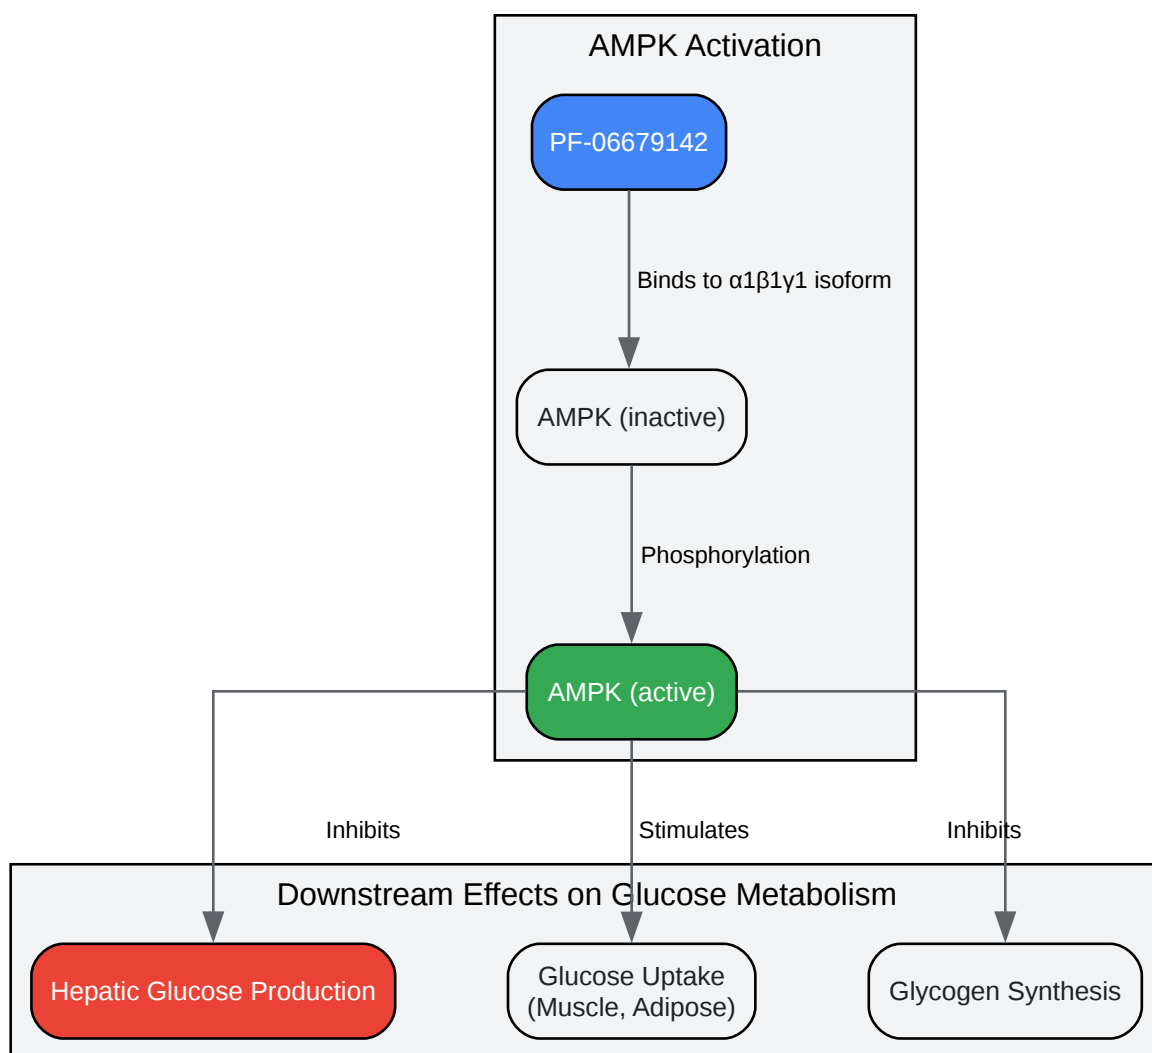 AMPK Activation
PF-06679142
Binds to α1β1γ1 isoform
AMPK (inactive)
Phosphorylation
AMPK (active)
Inhibits
Stimulates
Inhibits
Downstream Effects on Glucose Metabolism
Hepatic Glucose Production
Glucose Uptake
(Muscle, Adipose)
Glycogen Synthesis